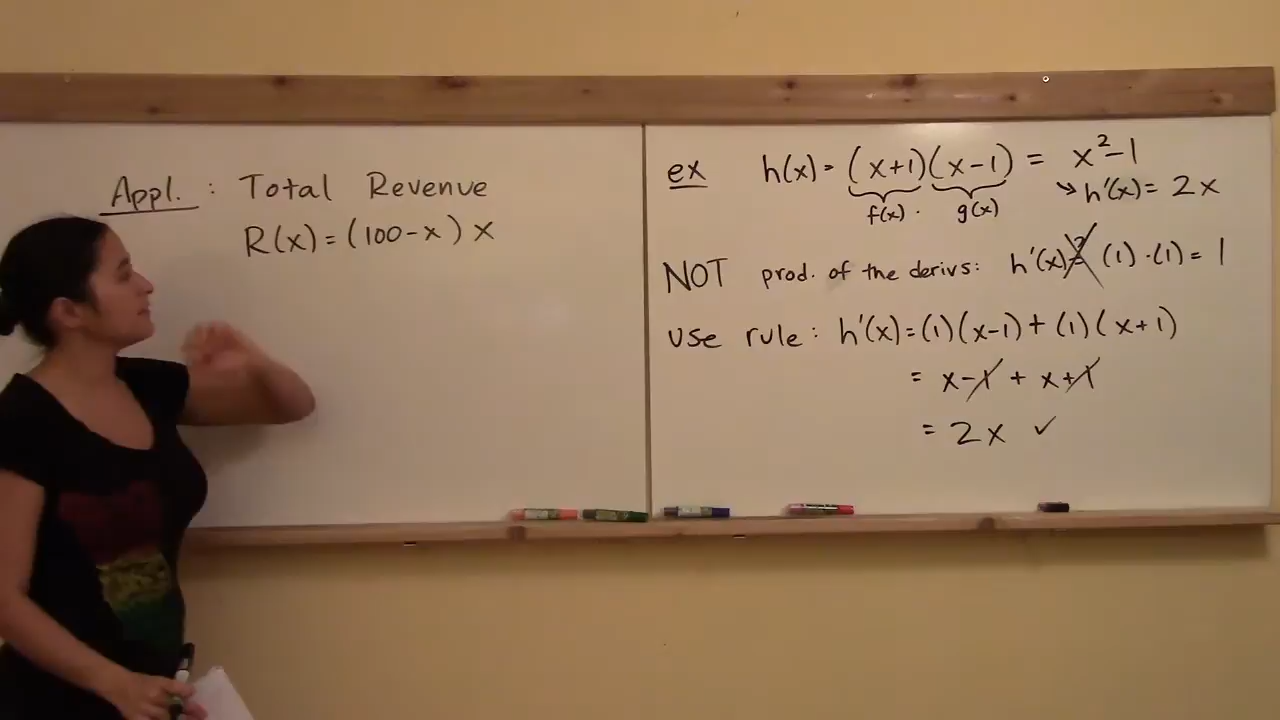 Appl. : Total Revenue
R(x) = (100-x) x
ex h(x) = (x+1)(x-1) = x²-1
f(x) · g(x)
↘ h'(x) = 2x
NOT prod. of the derivs: h'(x) ≟ (1)·(1) = 1
use rule: h'(x) = (1)(x-1) + (1)(x+1)
= x-1 + x+1
= 2x ✓